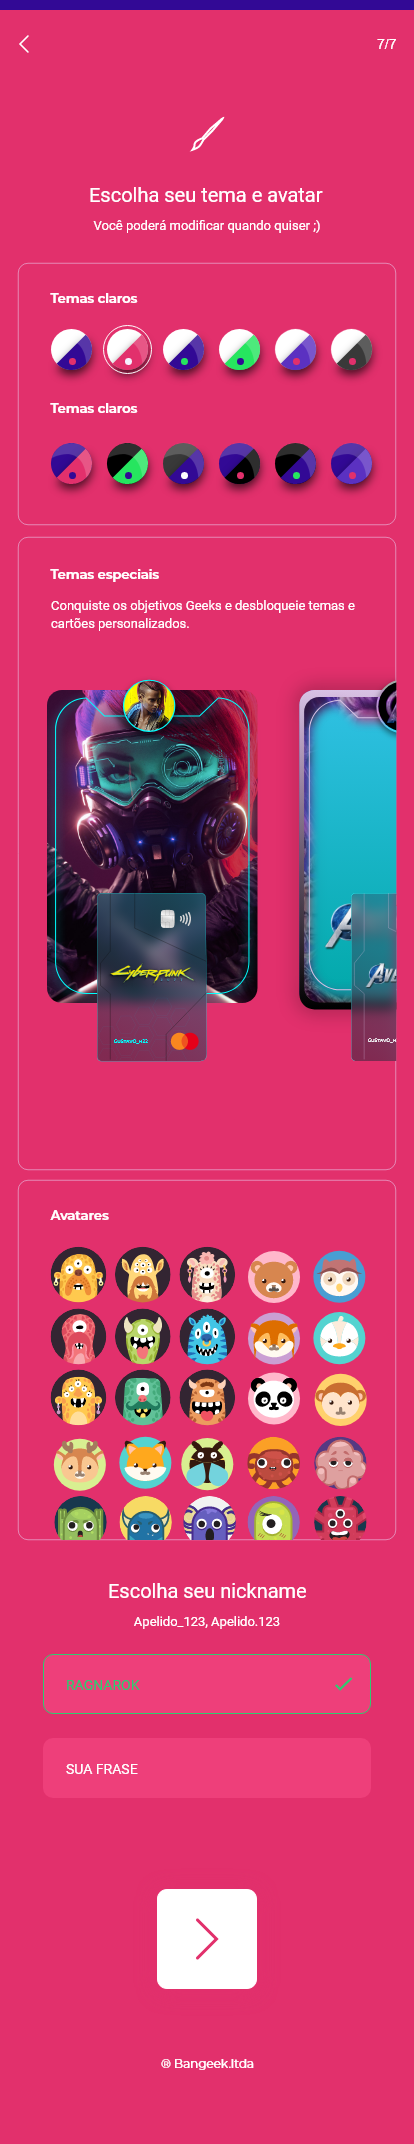 7/7
Escolha seu tema e avatar
Você poderá modificar quando quiser ;)
Temas claros
Temas claros
Temas especiais
Conquiste os objetivos Geeks e desbloqueie temas e
cartões personalizados.
CYBERPUNK
GUSTAVO_H22
Avatares
Escolha seu nickname
Apelido_123, Apelido.123
RAGNAROK
SUA FRASE
® Bangeek.ltda